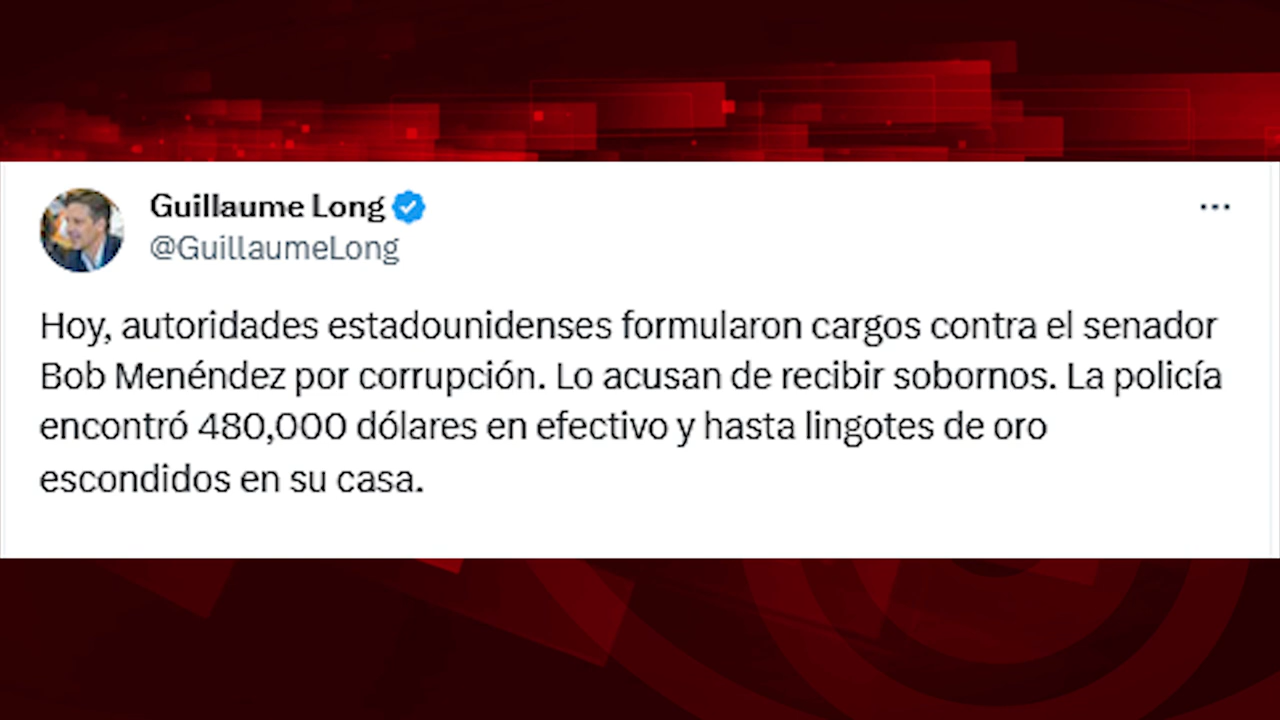 Guillaume Long
@GuillaumeLong
Hoy, autoridades estadounidenses formularon cargos contra el senador
Bob Menéndez por corrupción. Lo acusan de recibir sobornos. La policía
encontró 480,000 dólares en efectivo y hasta lingotes de oro
escondidos en su casa.